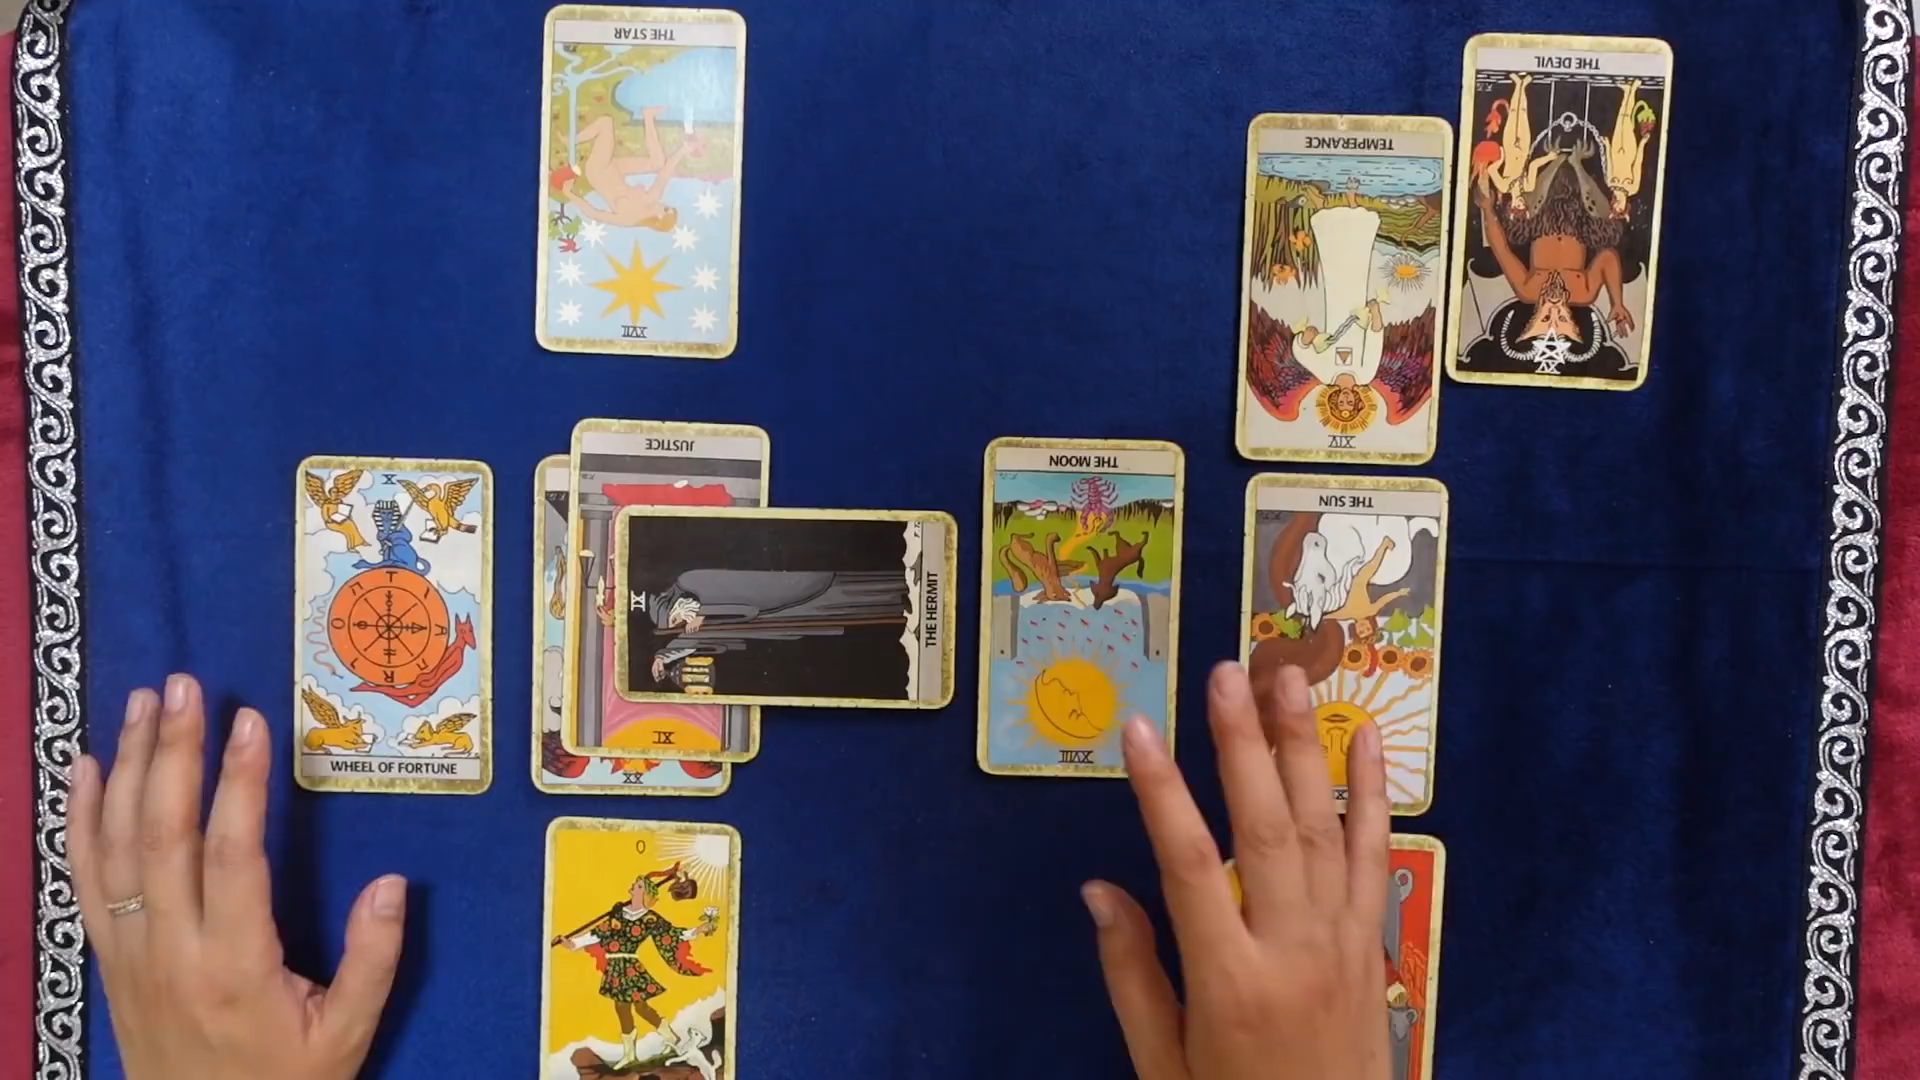 THE STAR
XVII
THE DEVIL
XV
TEMPERANCE
XIV
JUSTICE
XI
XX
IX
THE HERMIT
THE MOON
XVIII
THE SUN
X
WHEEL OF FORTUNE
0